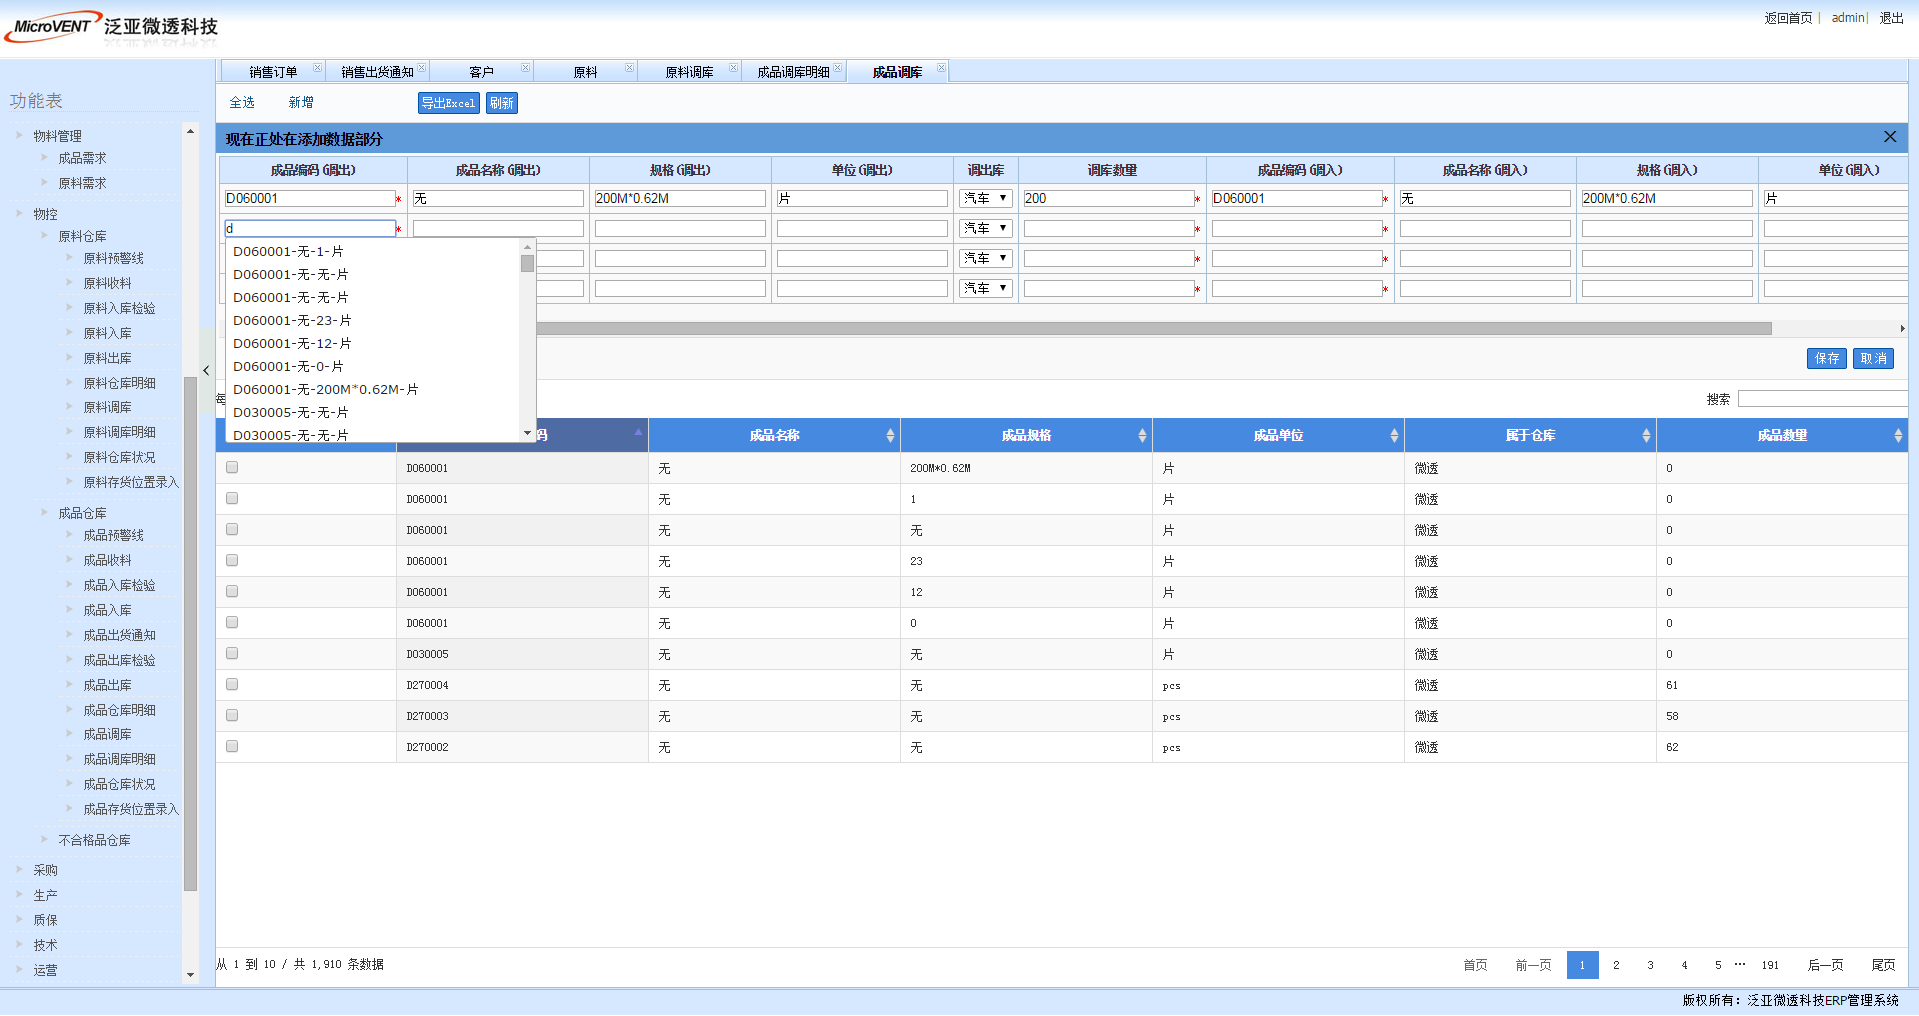 MicroVENT 泛亚微透科技
返回首页 | admin | 退出
销售订单 销售出货通知 客户 原料 原料调库 成品调库明细 成品调库
功能表
全选 新增 导出Excel 刷新
现在正处在添加数据部分
成品编码(调出) 成品名称(调出) 规格(调出) 单位(调出) 调出库 调库数量 成品编码(调入) 成品名称(调入) 规格(调入) 单位(调入)
D060001 * 无 200M*0.62M 片 汽车 200 * D060001 * 无 200M*0.62M 片
d * 汽车 * *
汽车 * *
汽车 * *
D060001-无-1-片
D060001-无-无-片
D060001-无-无-片
D060001-无-23-片
D060001-无-12-片
D060001-无-0-片
D060001-无-200M*0.62M-片
D030005-无-无-片
D030005-无-无-片
保存 取消
搜索
码 成品名称 成品规格 成品单位 属于仓库 成品数量
D060001 无 200M*0.62M 片 微透 0
D060001 无 1 片 微透 0
D060001 无 无 片 微透 0
D060001 无 23 片 微透 0
D060001 无 12 片 微透 0
D060001 无 0 片 微透 0
D030005 无 无 片 微透 0
D270004 无 无 pcs 微透 61
D270003 无 无 pcs 微透 58
D270002 无 无 pcs 微透 62
从 1 到 10 / 共 1,910 条数据
首页 前一页 1 2 3 4 5 … 191 后一页 尾页
物料管理
成品需求
原料需求
物控
原料仓库
原料预警线
原料收料
原料入库检验
原料入库
原料出库
原料仓库明细
原料调库
原料调库明细
原料仓库状况
原料存货位置录入
成品仓库
成品预警线
成品收料
成品入库检验
成品入库
成品出货通知
成品出库检验
成品出库
成品仓库明细
成品调库
成品调库明细
成品仓库状况
成品存货位置录入
不合格品仓库
采购
生产
质保
技术
运营
版权所有：泛亚微透科技ERP管理系统